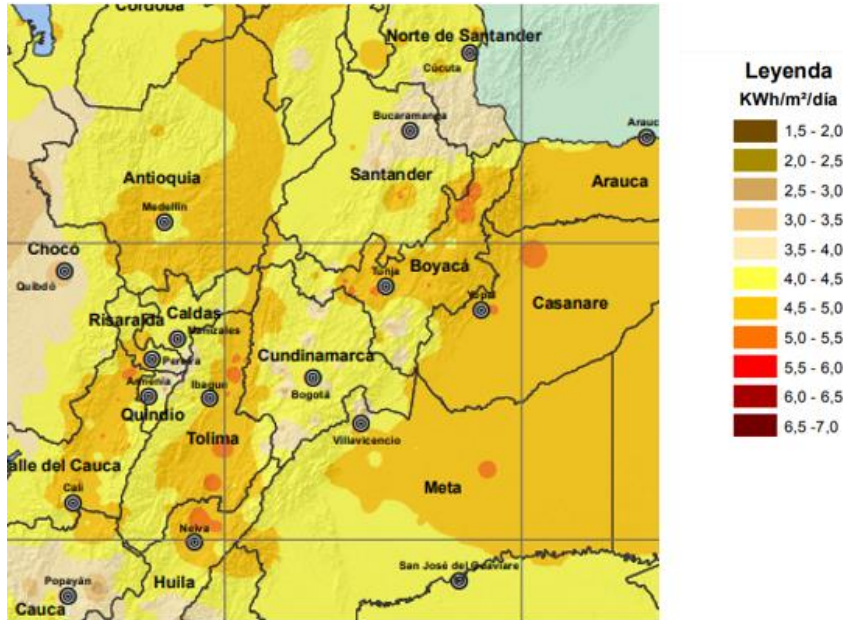 Córdoba
Norte de Santander
Cúcuta
Bucaramanga
Arauc
Santander
Arauca
Antioquia
Medellín
Chocó
Quibdó
Boyacá
Tunja
Yopal
Casanare
Caldas
Risaralda
Manizales
Pereira
Cundinamarca
Bogotá
Armenia
Ibagué
Quindio
Tolima
Villavicencio
alle del Cauca
Cali
Meta
Neiva
San José del Guaviare
Huila
Popayán
Cauca
Leyenda
KWh/m²/día
1,5 - 2,0
2,0 - 2,5
2,5 - 3,0
3,0 - 3,5
3,5 - 4,0
4,0 - 4,5
4,5 - 5,0
5,0 - 5,5
5,5 - 6,0
6,0 - 6,5
6,5 -7,0